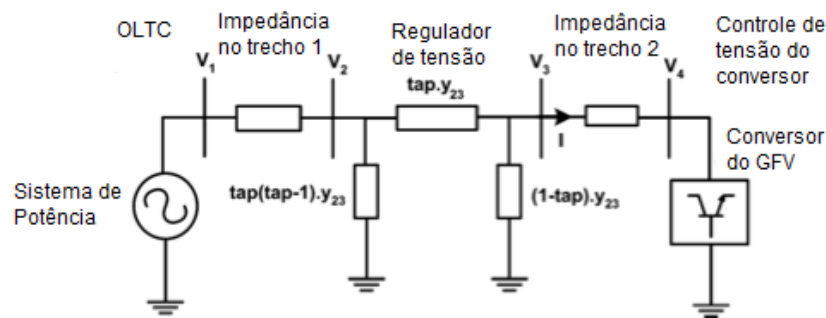 OLTC
Impedância
no trecho 1
Regulador
de tensão
Impedância
no trecho 2
Controle de
tensão do
conversor
V1
V2
tap.y23
V3
V4
I
Conversor
do GFV
Sistema de
Potência
tap(tap-1).y23
(1-tap).y23